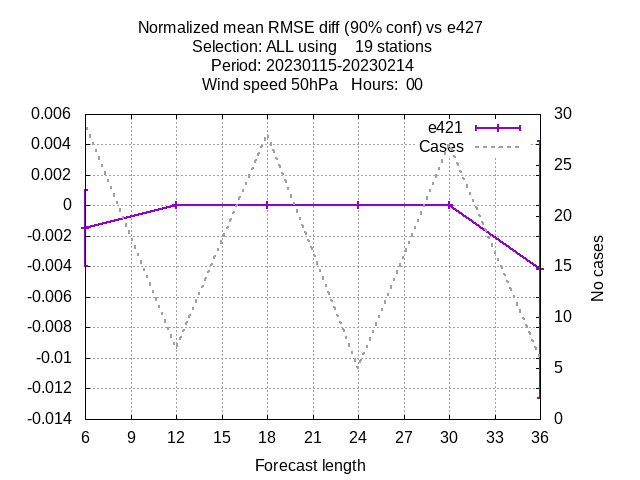 Normalized mean RMSE diff (90% conf) vs e427
Selection: ALL using    19 stations
Period: 20230115-20230214
Wind speed 50hPa   Hours:  00
0.006
0.004
0.002
0
-0.002
-0.004
-0.006
-0.008
-0.01
-0.012
-0.014
e421
Cases
30
25
20
15
10
5
0
No cases
6 9 12 15 18 21 24 27 30 33 36
Forecast length